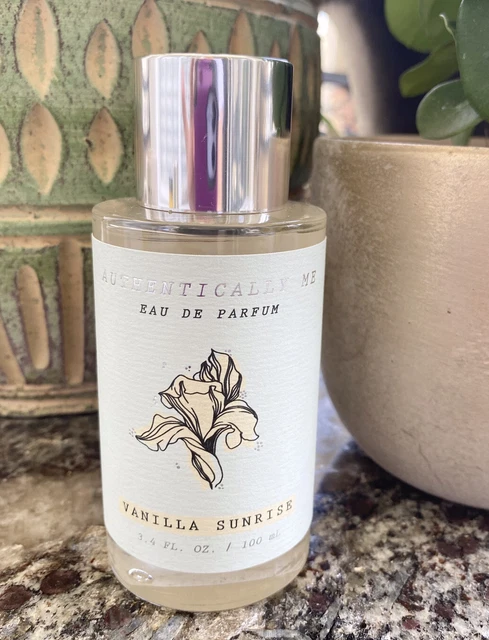 AUTHENTICALLY ME
EAU DE PARFUM
VANILLA SUNRISE
3.4 FL. OZ. / 100 ml